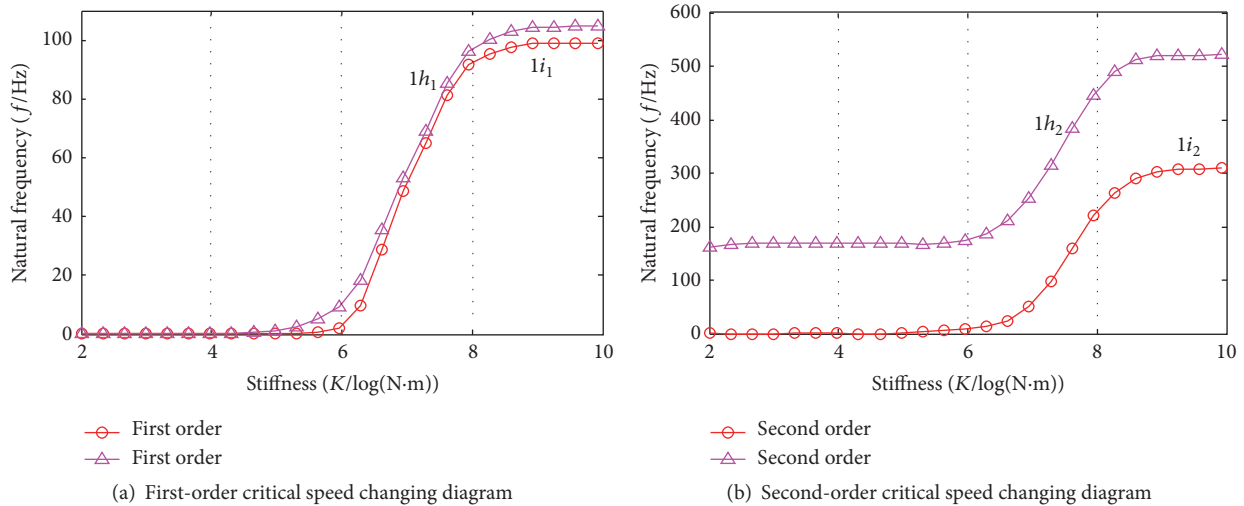 100
80
60
40
20
0
Natural frequency (f/Hz)
2 4 6 8 10
Stiffness (K/log(N·m))
1h₁
1i₁
First order
First order
(a) First-order critical speed changing diagram
600
500
400
300
200
100
0
Natural frequency (f/Hz)
2 4 6 8 10
Stiffness (K/log(N·m))
1h₂
1i₂
Second order
Second order
(b) Second-order critical speed changing diagram